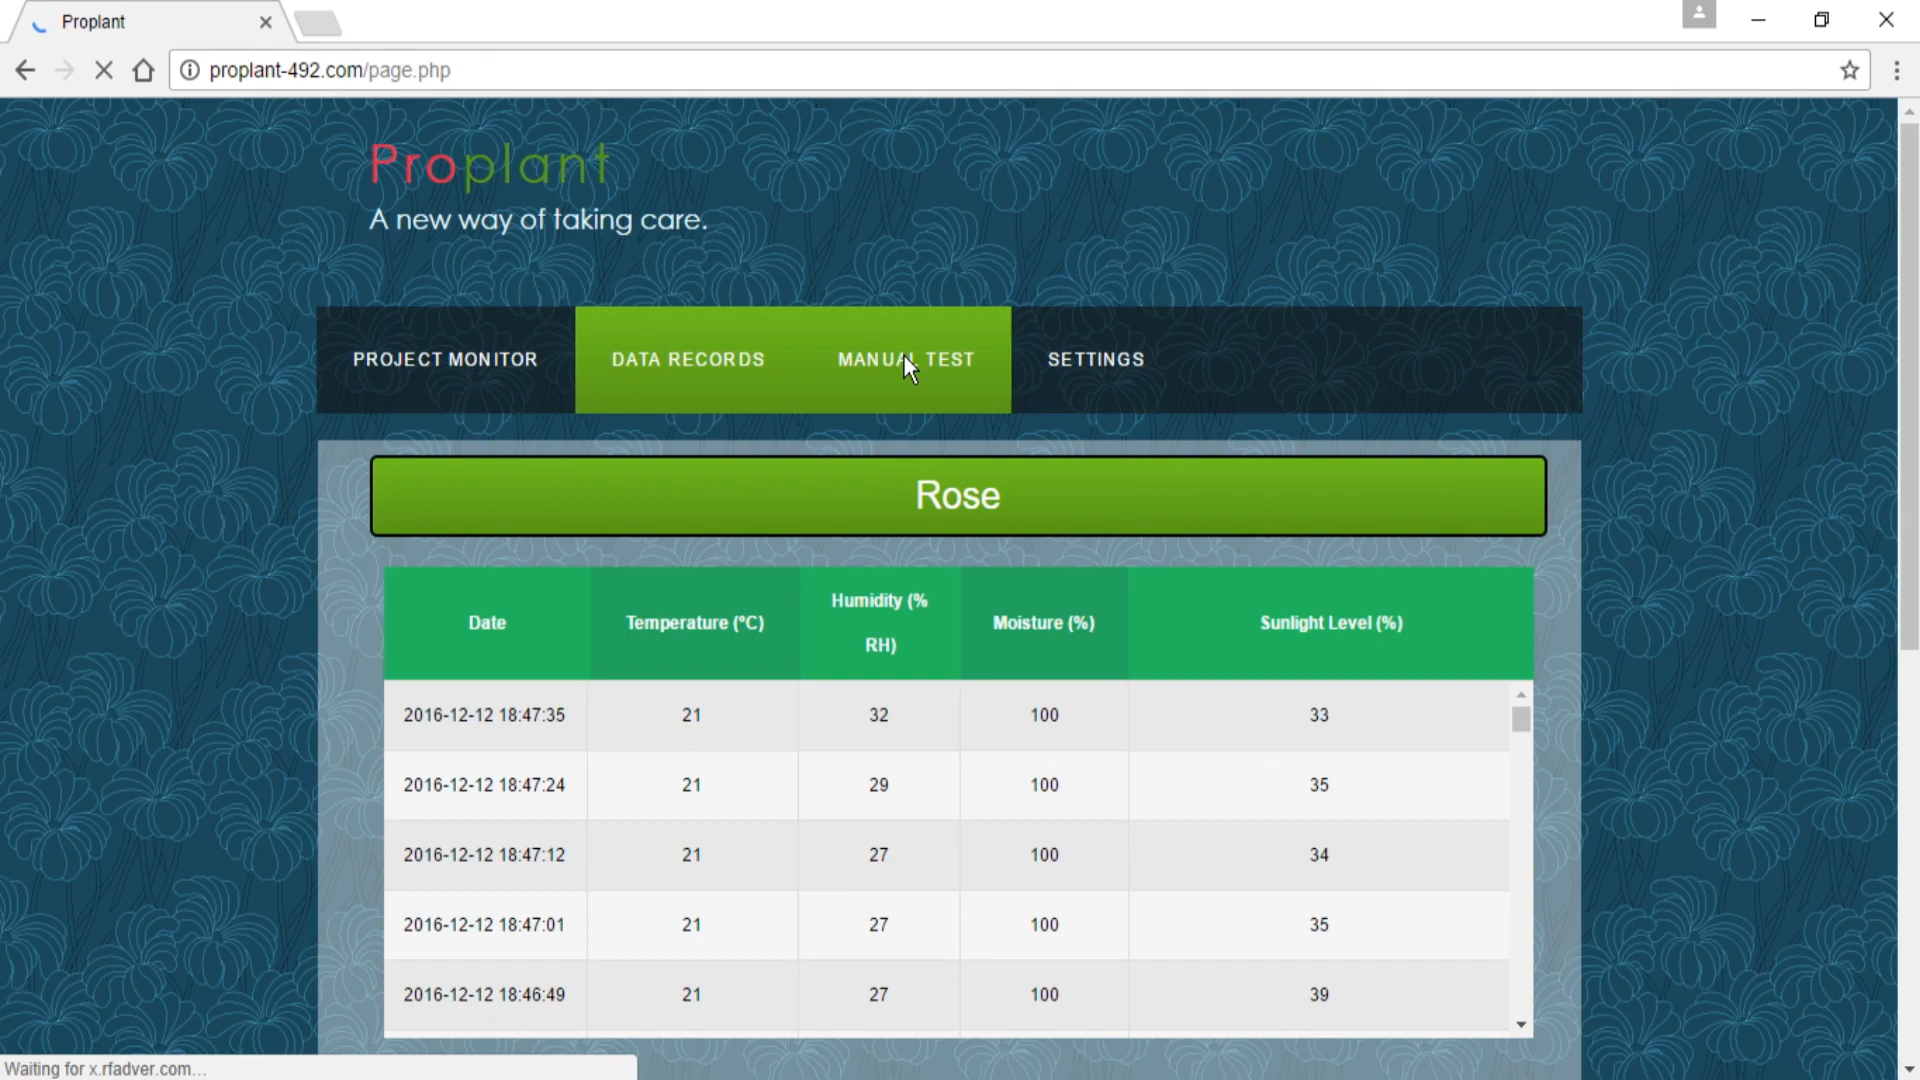 Proplant
proplant-492.com/page.php
Proplant
A new way of taking care.
PROJECT MONITOR DATA RECORDS MANUAL TEST SETTINGS
Rose
Date Temperature (ºC) Humidity (% RH) Moisture (%) Sunlight Level (%)
2016-12-12 18:47:35 21 32 100 33
2016-12-12 18:47:24 21 29 100 35
2016-12-12 18:47:12 21 27 100 34
2016-12-12 18:47:01 21 27 100 35
2016-12-12 18:46:49 21 27 100 39
Waiting for x.rfadver.com...